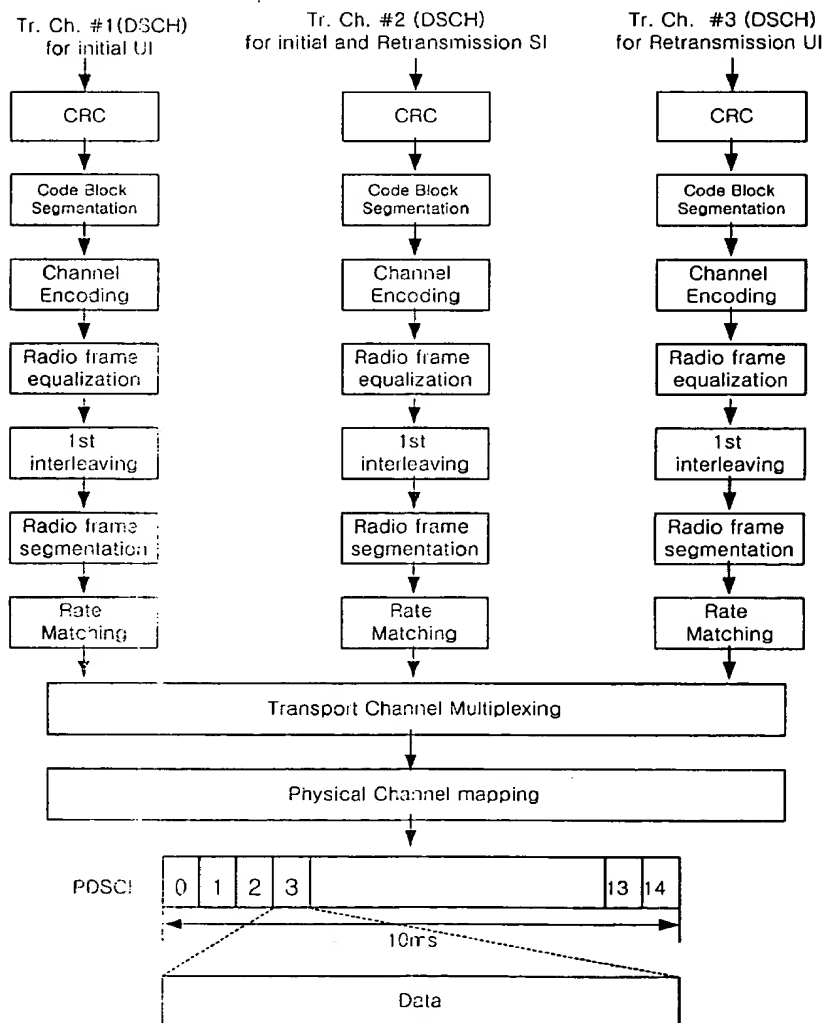 Tr. Ch. #1(DSCH)
for initial UI
Tr. Ch. #2 (DSCH)
for initial and Retransmission SI
Tr. Ch. #3 (DSCH)
for Retransmission UI
CRC
CRC
CRC
Code Block
Segmentation
Code Block
Segmentation
Code Block
Segmentation
Channel
Encoding
Channel
Encoding
Channel
Encoding
Radio frame
equalization
Radio frame
equalization
Radio frame
equalization
1st
interleaving
1st
interleaving
1st
interleaving
Radio frame
segmentation
Radio frame
segmentation
Radio frame
segmentation
Rate
Matching
Rate
Matching
Rate
Matching
Transport Channel Multiplexing
Physical Channel mapping
PDSCH 0 1 2 3 13 14
10ms
Data